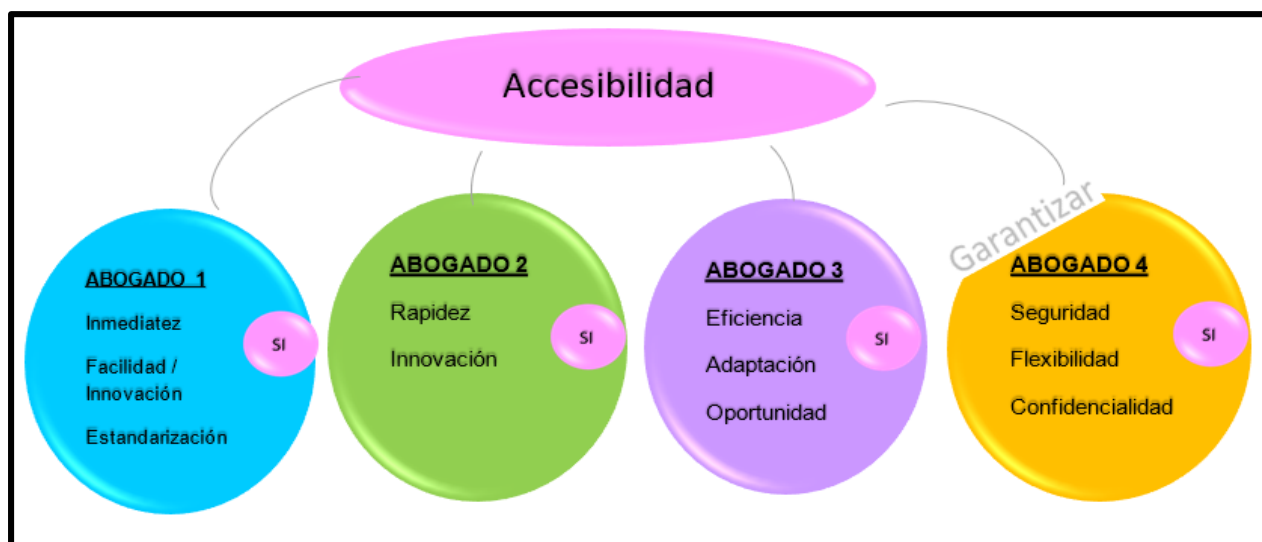 Accesibilidad
Garantizar
ABOGADO 1
Inmediatez
Facilidad /
Innovación
Estandarización
SI
ABOGADO 2
Rapidez
Innovación
SI
ABOGADO 3
Eficiencia
Adaptación
Oportunidad
SI
ABOGADO 4
Seguridad
Flexibilidad
Confidencialidad
SI